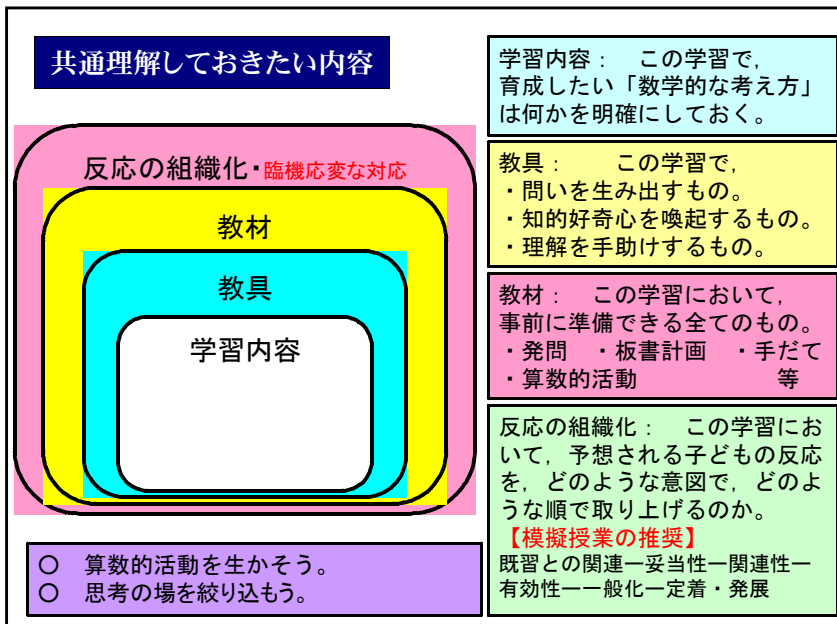 共通理解しておきたい内容
反応の組織化・臨機応変な対応
教材
教具
学習内容
○　算数的活動を生かそう。
○　思考の場を絞り込もう。
学習内容：　この学習で，
育成したい「数学的な考え方」
は何かを明確にしておく。
教具：　　この学習で，
・問いを生み出すもの。
・知的好奇心を喚起するもの。
・理解を手助けするもの。
教材：　この学習において，
事前に準備できる全てのもの。
・発問　・板書計画　・手だて
・算数的活動　　　　　　等
反応の組織化：　この学習にお
いて，予想される子どもの反応
を，どのような意図で，どのよ
うな順で取り上げるのか。
【模擬授業の推奨】
既習との関連―妥当性―関連性―
有効性―一般化―定着・発展